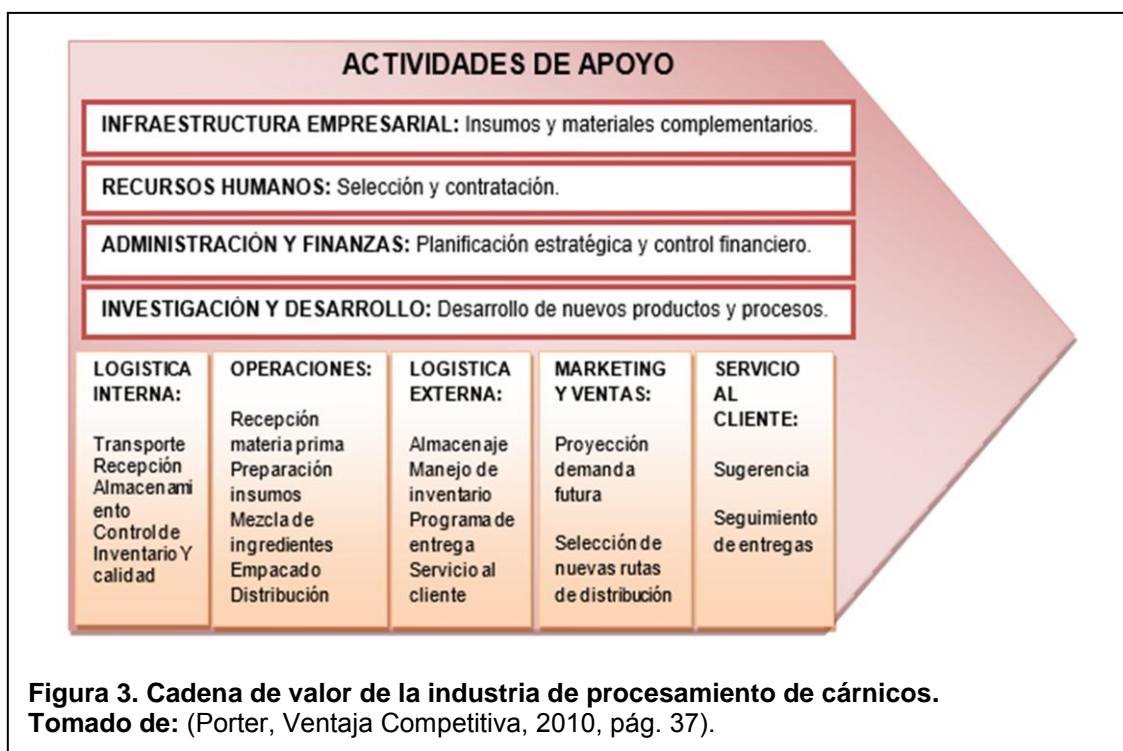 ACTIVIDADES DE APOYO
INFRAESTRUCTURA EMPRESARIAL: Insumos y materiales complementarios.
RECURSOS HUMANOS: Selección y contratación.
ADMINISTRACIÓN Y FINANZAS: Planificación estratégica y control financiero.
INVESTIGACIÓN Y DESARROLLO: Desarrollo de nuevos productos y procesos.
LOGISTICA
INTERNA:
Transporte
Recepción
Almacenami
ento
Control de
Inventario Y
calidad
OPERACIONES:
Recepción
materia prima
Preparación
insumos
Mezcla de
ingredientes
Empacado
Distribución
LOGISTICA
EXTERNA:
Almacenaje
Manejo de
inventario
Programa de
entrega
Servicio al
cliente
MARKETING
Y VENTAS:
Proyección
demanda
futura
Selección de
nuevas rutas
de distribución
SERVICIO
AL
CLIENTE:
Sugerencia
Seguimiento
de entregas
Figura 3. Cadena de valor de la industria de procesamiento de cárnicos.
Tomado de: (Porter, Ventaja Competitiva, 2010, pág. 37).